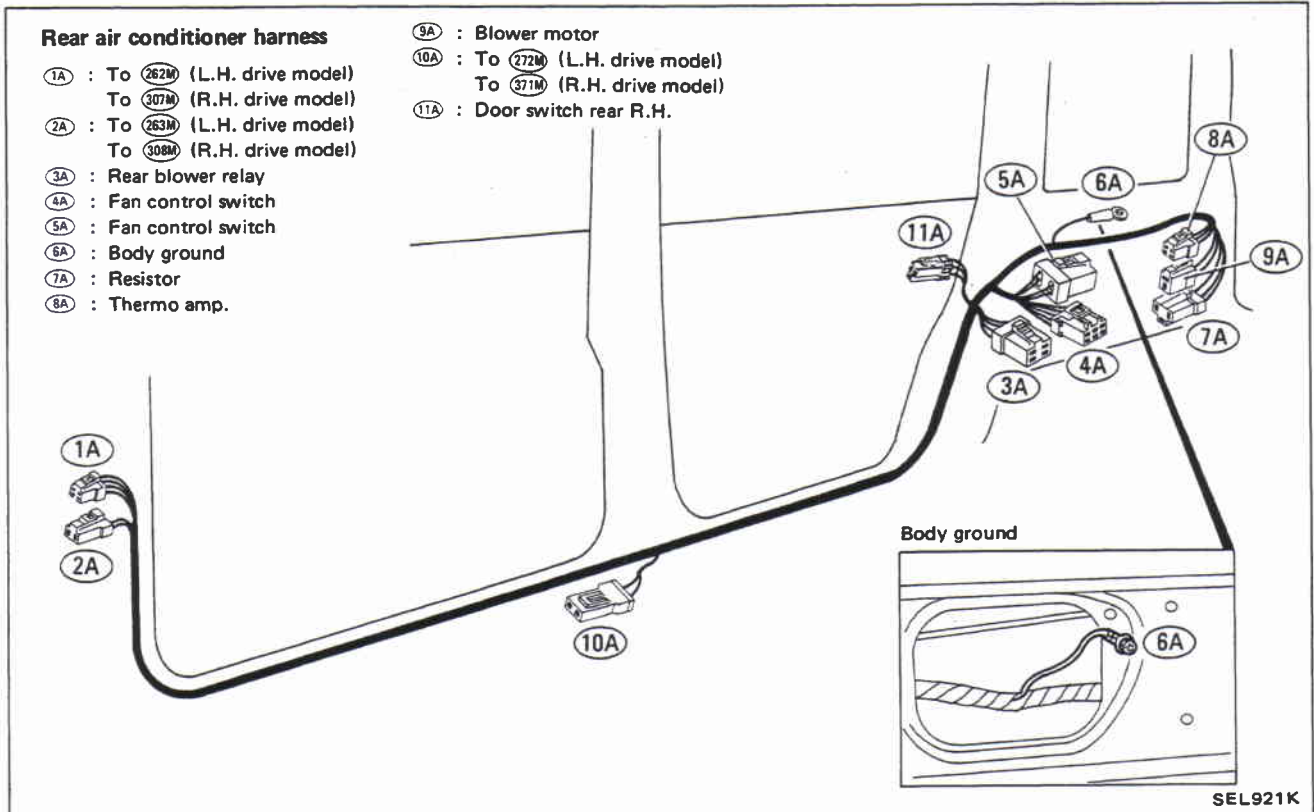 Rear air conditioner harness
1A : To 262M (L.H. drive model)
To 307M (R.H. drive model)
2A : To 263M (L.H. drive model)
To 308M (R.H. drive model)
3A : Rear blower relay
4A : Fan control switch
5A : Fan control switch
6A : Body ground
7A : Resistor
8A : Thermo amp.
9A : Blower motor
10A : To 272M (L.H. drive model)
To 371M (R.H. drive model)
11A : Door switch rear R.H.
8A
5A
6A
11A
9A
7A
4A
3A
1A
2A
10A
Body ground
6A
SEL921K